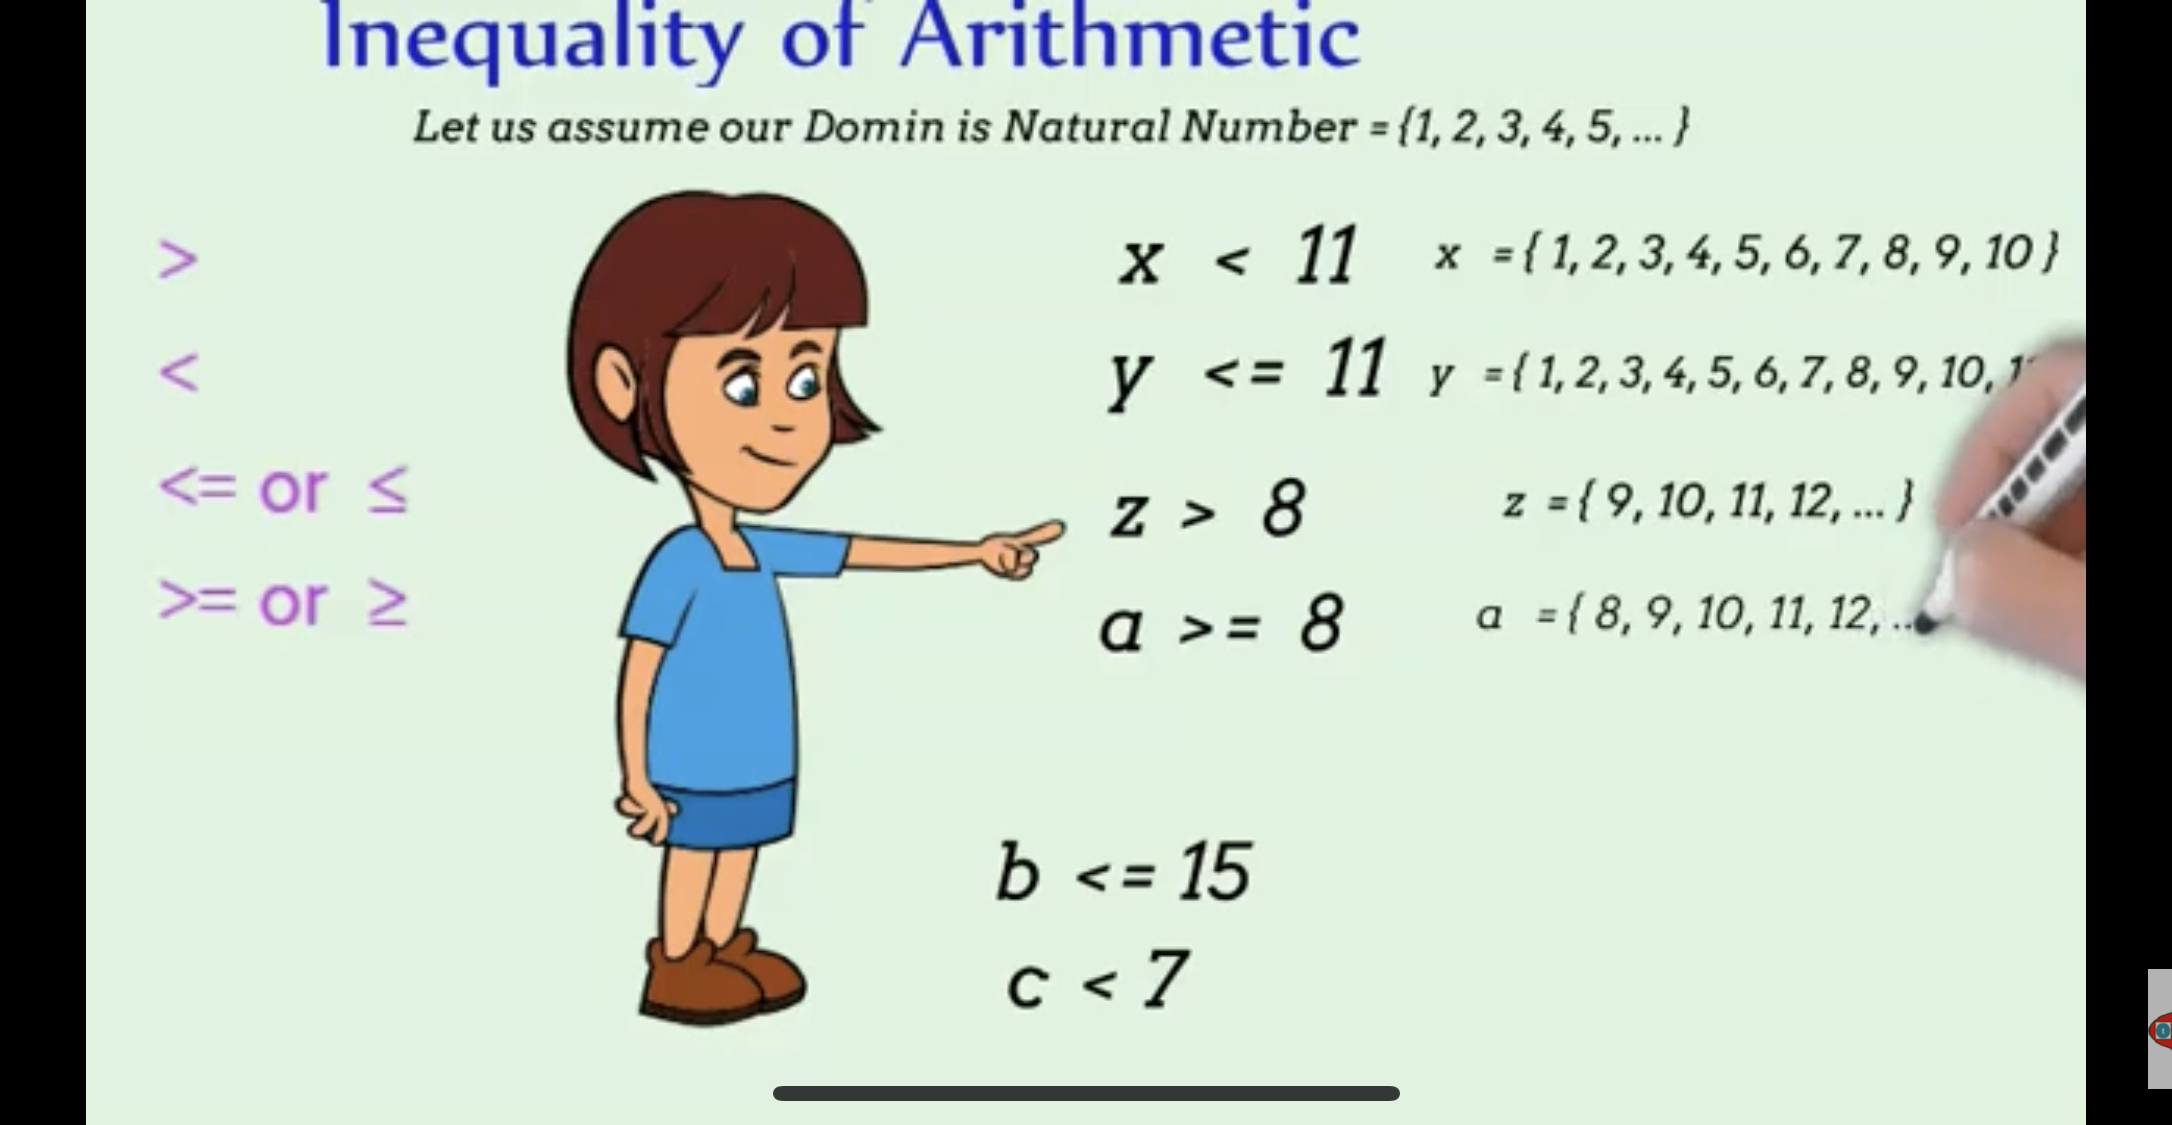 Inequality of Arithmetic
Let us assume our Domin is Natural Number = {1, 2, 3, 4, 5, ... }
>
<
<= or ≤
>= or ≥
x < 11 x = { 1, 2, 3, 4, 5, 6, 7, 8, 9, 10 }
y <= 11 y = { 1, 2, 3, 4, 5, 6, 7, 8, 9, 10,
z > 8 z = { 9, 10, 11, 12, ... }
a >= 8 a = { 8, 9, 10, 11, 12, ..
b <= 15
c < 7